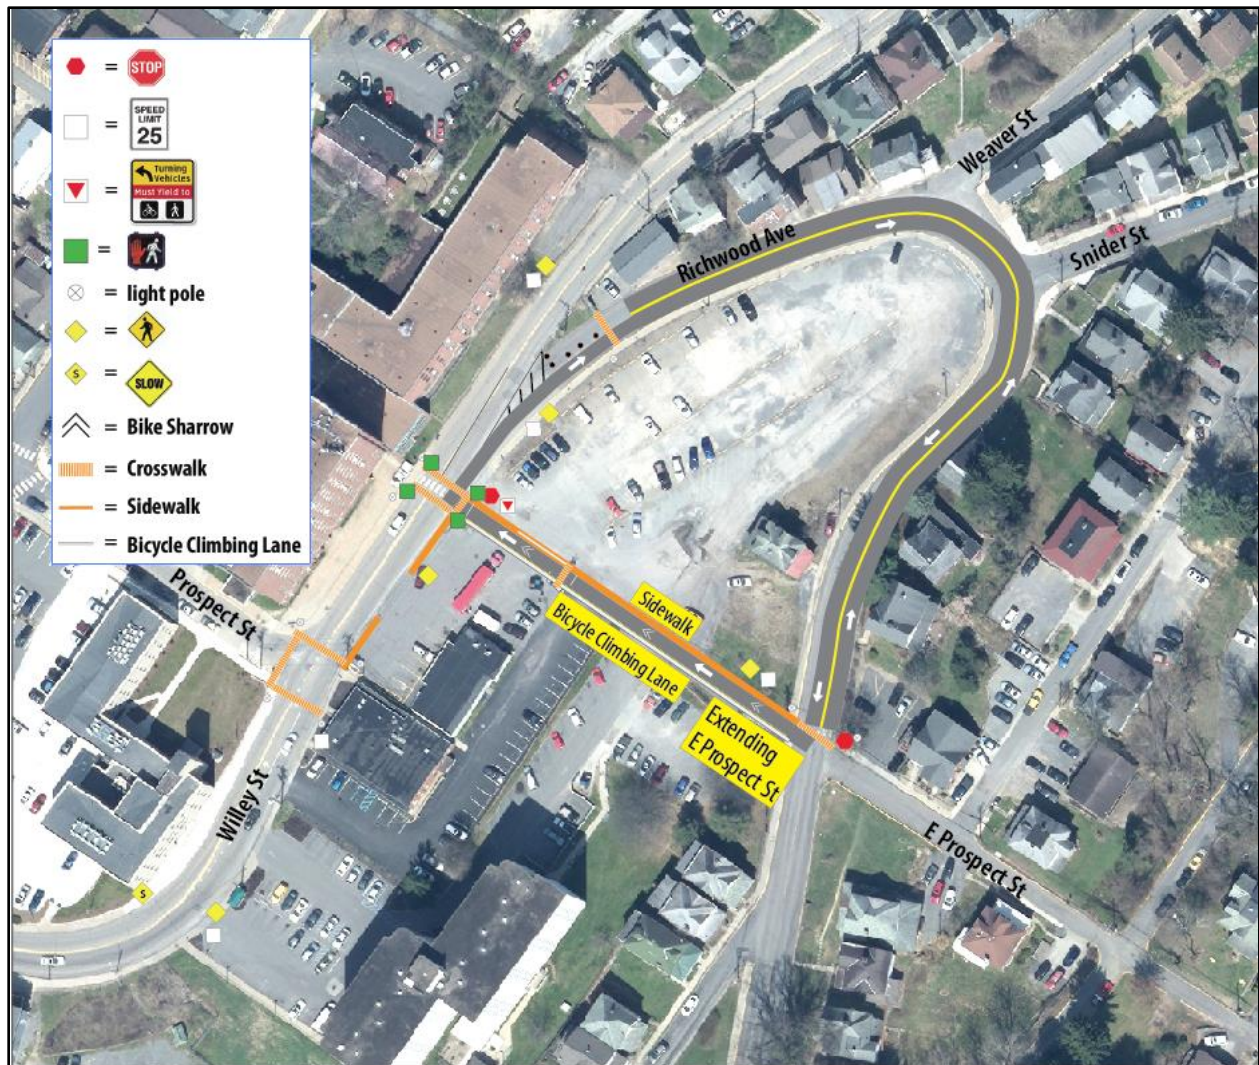 = STOP
= SPEED LIMIT 25
= Turning Vehicles
Must Yield to
=
= light pole
=
S = SLOW
= Bike Sharrow
= Crosswalk
= Sidewalk
= Bicycle Climbing Lane
Weaver St
Snider St
Richwood Ave
Prospect St
Sidewalk
Bicycle Climbing Lane
Extending
E Prospect St
Willey St
E Prospect St
S